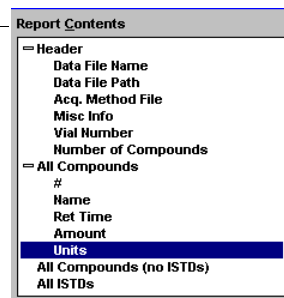 Report Contents
Header
Data File Name
Data File Path
Acq. Method File
Misc Info
Vial Number
Number of Compounds
All Compounds
#
Name
Ret Time
Amount
Units
All Compounds (no ISTDs)
All ISTDs